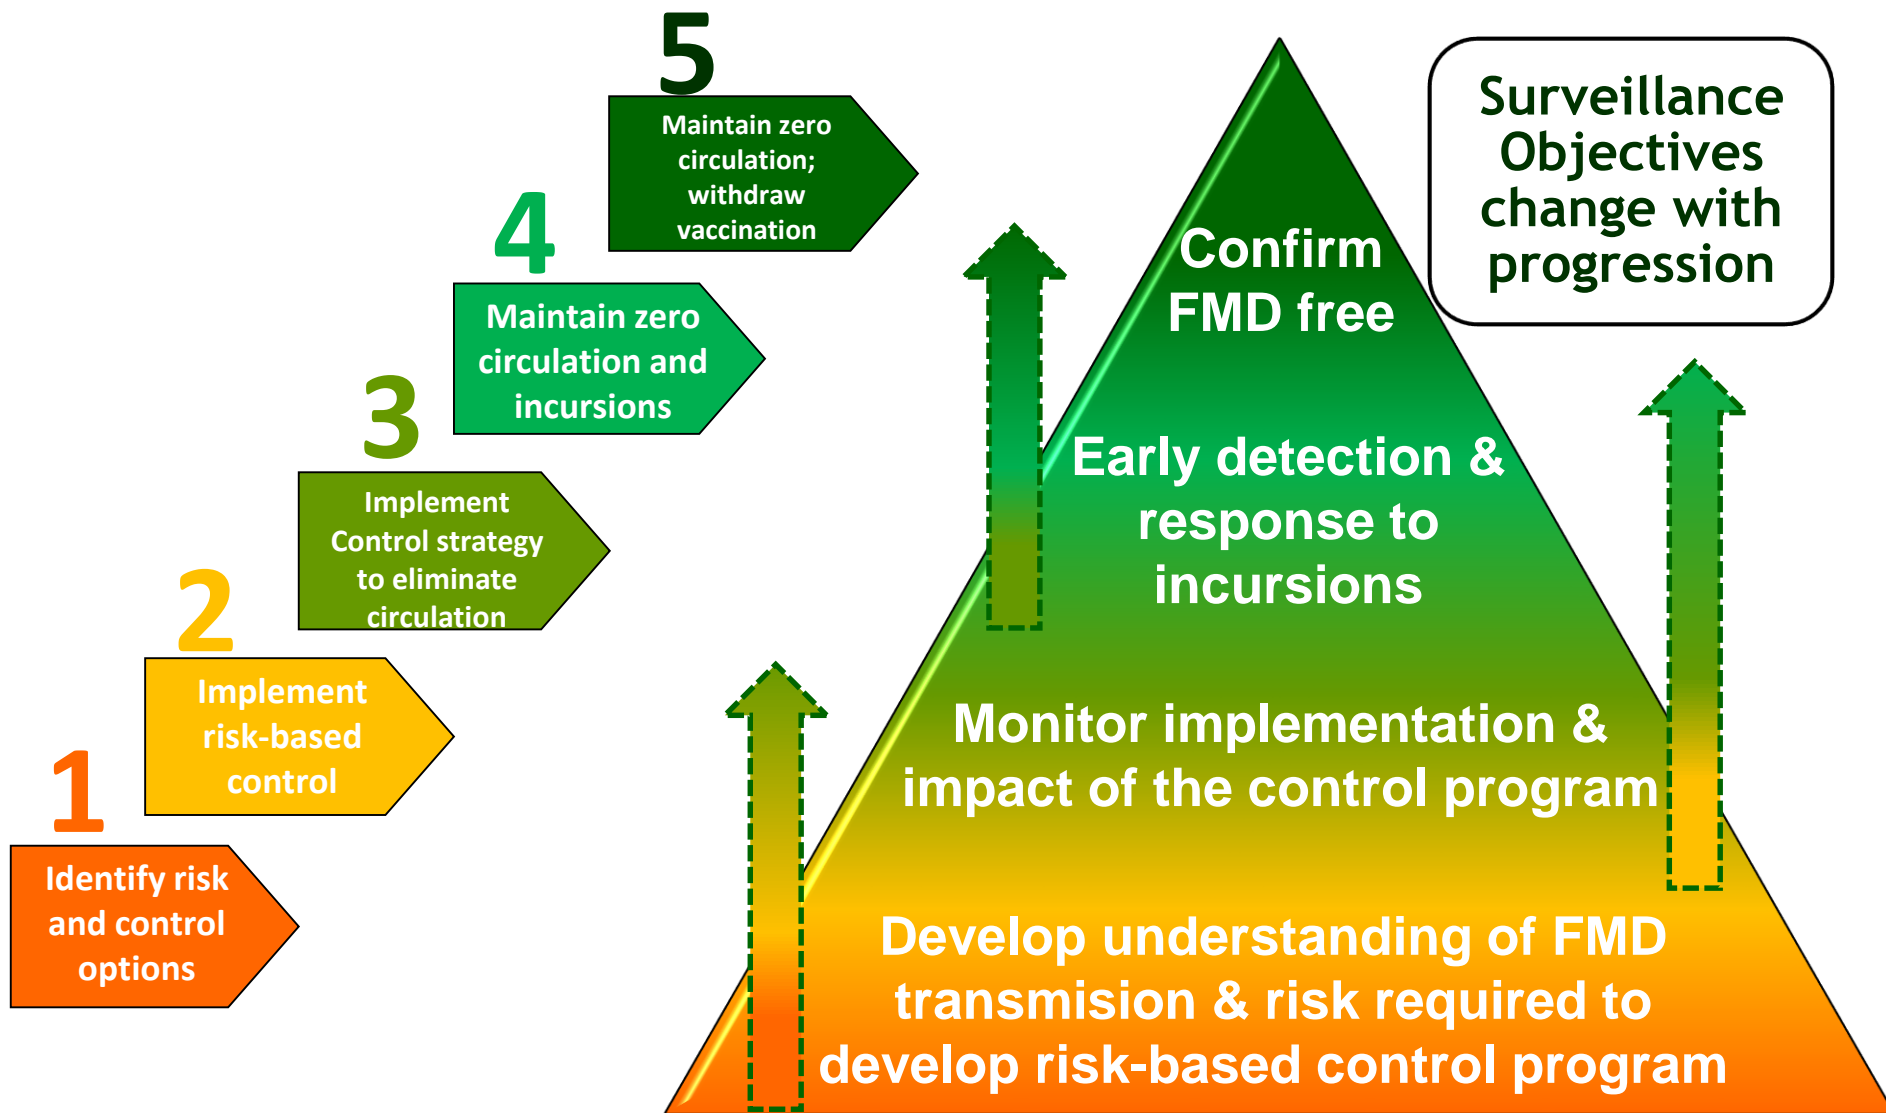 5
Maintain zero
circulation;
withdraw
vaccination
4
Maintain zero
circulation and
incursions
3
Implement
Control strategy
to eliminate
circulation
2
Implement
risk-based
control
1
Identify risk
and control
options
Surveillance
Objectives
change with
progression
Confirm
FMD free
Early detection &
response to
incursions
Monitor implementation &
impact of the control program
Develop understanding of FMD
transmision & risk required to
develop risk-based control program